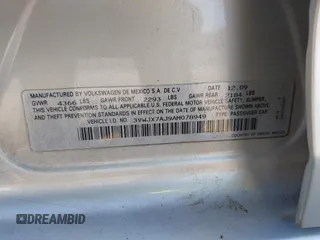 MANUFACTURED BY VOLKSWAGEN DE MEXICO S.A. DE C.V. DATE 12.09
GVWR 4366 LBS GAWR FRONT 2293 LBS GAWR REAR 2184 LBS
THIS VEHICLE CONFORMS TO ALL APPLICABLE U.S. FEDERAL MOTOR VEHICLE SAFETY, BUMPER,
AND THEFT PREVENTION STANDARDS IN EFFECT ON THE DATE OF MANUFACTURE SHOWN ABOVE.
VEHICLE I.D. NO. 3VWJX7AJ9AM078949 TYPE PASSENGER CAR
DREAMBID